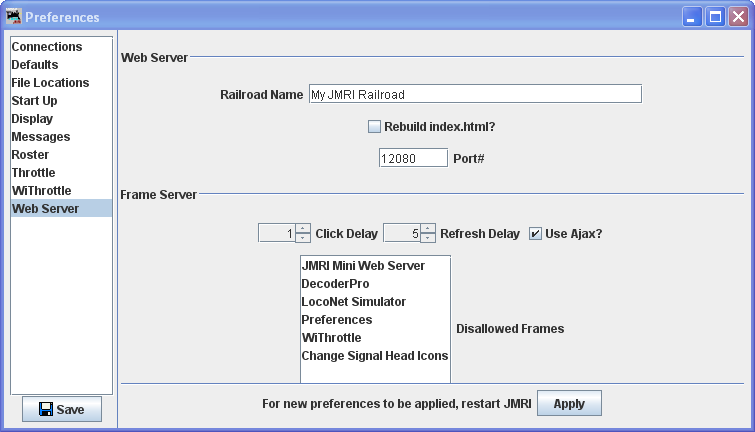 Preferences
Connections
Defaults
File Locations
Start Up
Display
Messages
Roster
Throttle
WiThrottle
Web Server
Save
Web Server
Railroad Name My JMRI Railroad
Rebuild index.html?
12080 Port#
Frame Server
1 Click Delay 5 Refresh Delay Use Ajax?
JMRI Mini Web Server
DecoderPro
LocoNet Simulator
Preferences
WiThrottle
Change Signal Head Icons
Disallowed Frames
For new preferences to be applied, restart JMRI Apply